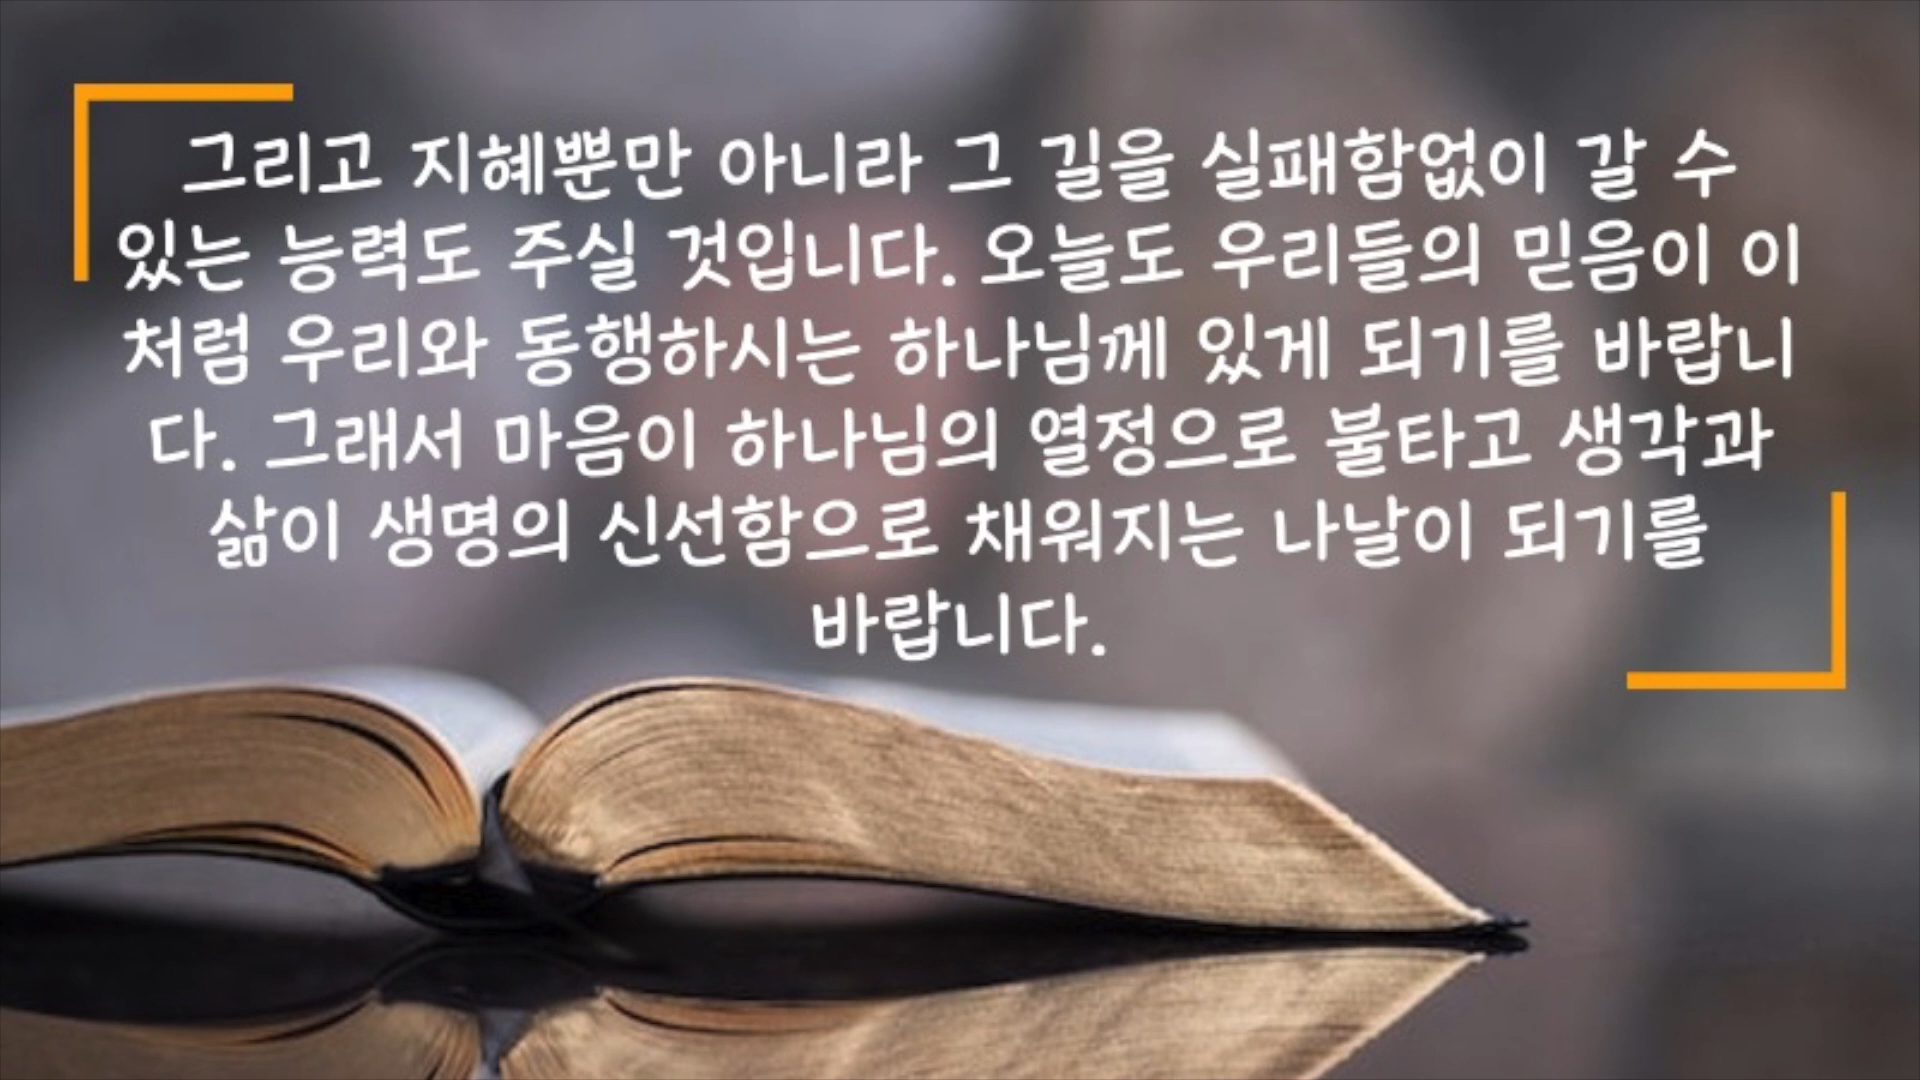 그리고 지혜뿐만 아니라 그 길을 실패함없이 갈 수
있는 능력도 주실 것입니다. 오늘도 우리들의 믿음이 이
처럼 우리와 동행하시는 하나님께 있게 되기를 바랍니
다. 그래서 마음이 하나님의 열정으로 불타고 생각과
삶이 생명의 신선함으로 채워지는 나날이 되기를
바랍니다.